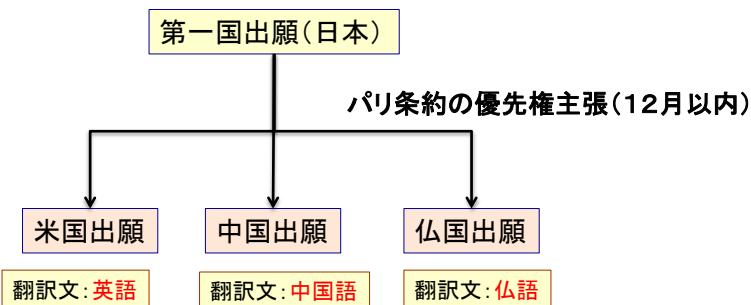 第一国出願（日本）
パリ条約の優先権主張（１２月以内）
米国出願
中国出願
仏国出願
翻訳文：英語
翻訳文：中国語
翻訳文：仏語